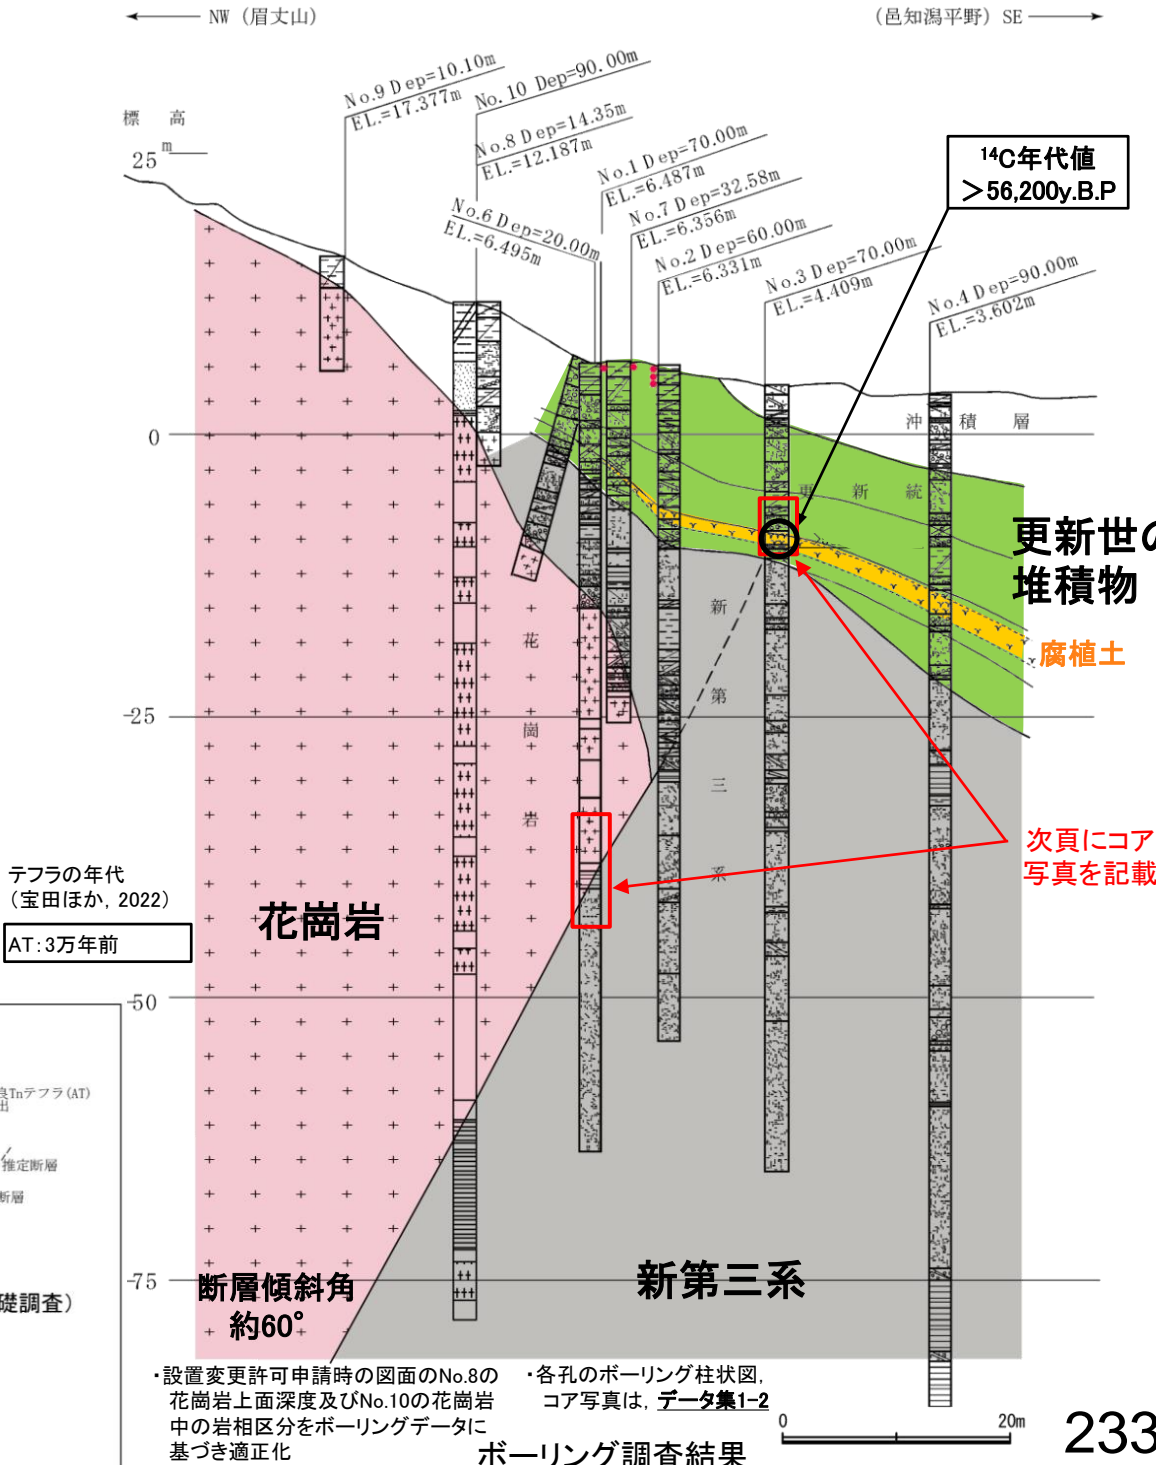 NW (眉丈山)
(邑知潟平野) SE
No.9 Dep=10.10m
EL.=17.377m
No.10 Dep=90.00m
No.8 Dep=14.35m
EL.=12.187m
No.1 Dep=70.00m
EL.=6.487m
No.7 Dep=32.58m
EL.=6.356m
No.6 Dep=20.00m
EL.=6.495m
No.2 Dep=60.00m
EL.=6.331m
No.3 Dep=70.00m
EL.=4.409m
No.4 Dep=90.00m
EL.=3.602m
標高
25 m
14C年代値
>56,200y.B.P
0
沖積層
更新統
更新世の
堆積物
腐植土
新第三系
花崗岩
-25
次頁にコア
写真を記載
テフラの年代
(宝田ほか, 2022)
AT:3万年前
花崗岩
-50
Tnテフラ(AT)
出
推定断層
断層
-75
礎調査)
断層傾斜角
約60°
新第三系
・設置変更許可申請時の図面のNo.8の
花崗岩上面深度及びNo.10の花崗岩
中の岩相区分をボーリングデータに
基づき適正化
・各孔のボーリング柱状図,
コア写真は, データ集1-2
0 20m
ボーリング調査結果
233